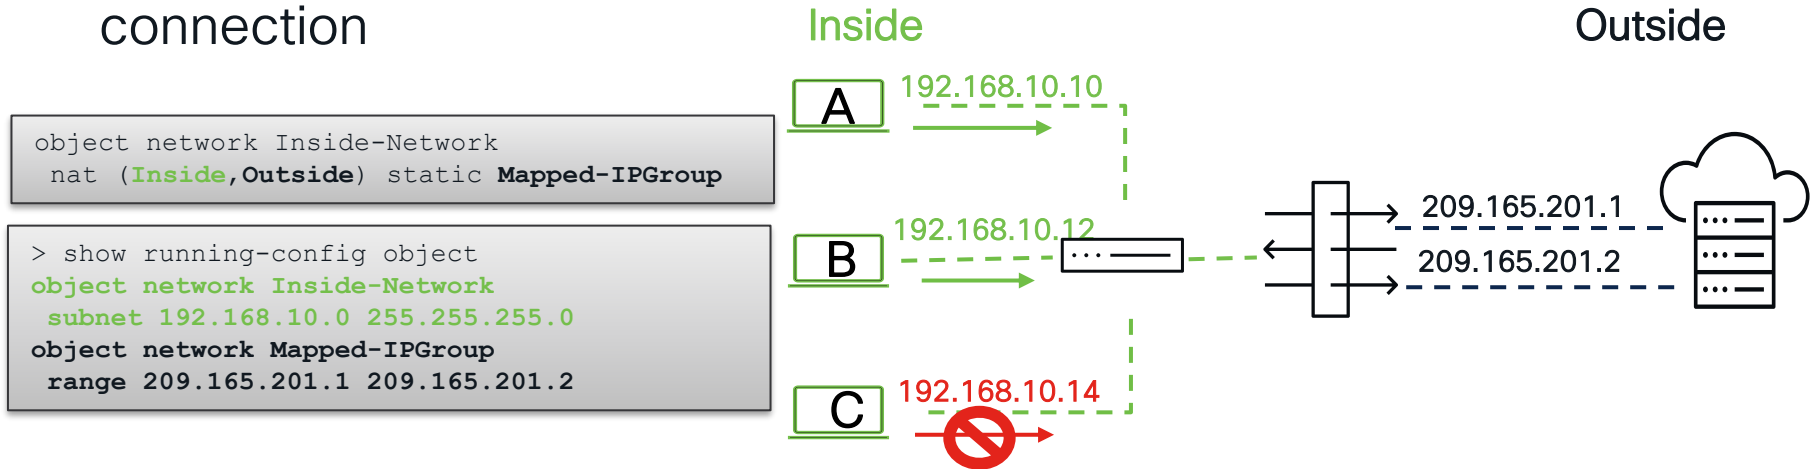 connection
object network Inside-Network
nat (Inside,Outside) static Mapped-IPGroup
> show running-config object
object network Inside-Network
subnet 192.168.10.0 255.255.255.0
object network Mapped-IPGroup
range 209.165.201.1 209.165.201.2
Inside
Outside
192.168.10.10
A
192.168.10.12
B
192.168.10.14
C
209.165.201.1
209.165.201.2